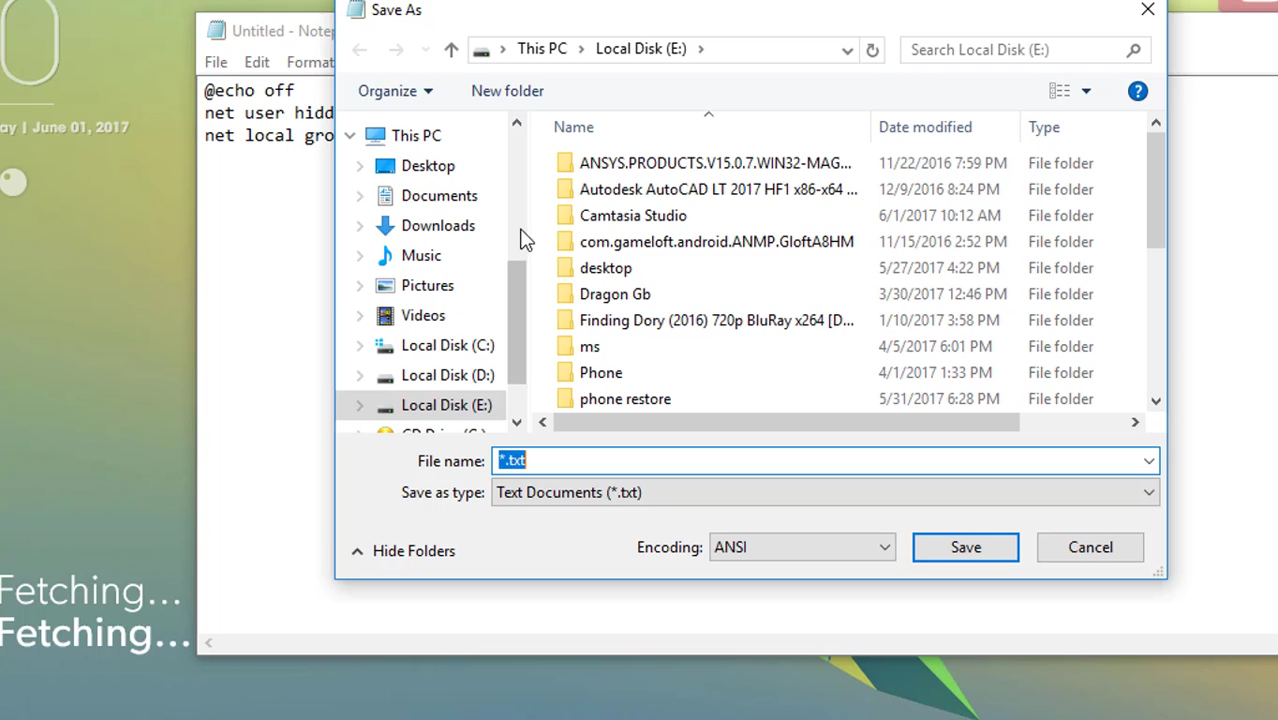 Save As
Untitled - Notep
This PC
Local Disk (E:)
Search Local Disk (E:)
File
Edit
Format
Organize
New folder
?
@echo off
net user hidd
net local gro
ay | June 01, 2017
This PC
Desktop
Documents
Downloads
Music
Pictures
Videos
Local Disk (C:)
Local Disk (D:)
Local Disk (E:)
Name
Date modified
Type
ANSYS.PRODUCTS.V15.0.7.WIN32-MAG...
11/22/2016 7:59 PM
File folder
Autodesk AutoCAD LT 2017 HF1 x86-x64 ...
12/9/2016 8:24 PM
File folder
Camtasia Studio
6/1/2017 10:12 AM
File folder
com.gameloft.android.ANMP.GloftA8HM
11/15/2016 2:52 PM
File folder
desktop
5/27/2017 4:22 PM
File folder
Dragon Gb
3/30/2017 12:46 PM
File folder
Finding Dory (2016) 720p BluRay x264 [D...
1/10/2017 3:58 PM
File folder
ms
4/5/2017 6:01 PM
File folder
Phone
4/1/2017 1:33 PM
File folder
phone restore
5/31/2017 6:28 PM
File folder
File name:
*.txt
Save as type:
Text Documents (*.txt)
Hide Folders
Encoding:
ANSI
Save
Cancel
Fetching...
Fetching...